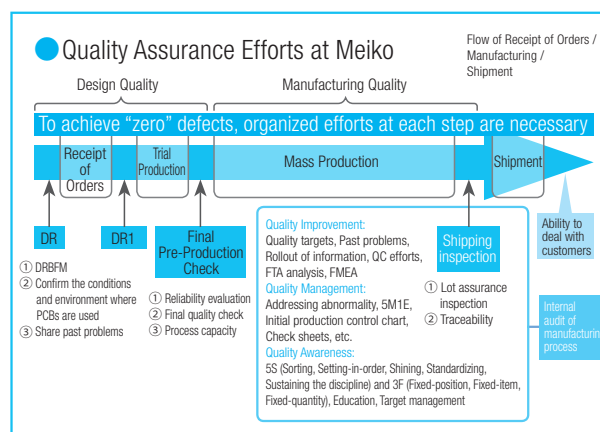 Quality Assurance Efforts at Meiko
Flow of Receipt of Orders /
Manufacturing /
Shipment
Design Quality
Manufacturing Quality
To achieve “zero” defects, organized efforts at each step are necessary
Receipt
of
Orders
Trial
Production
Mass Production
Shipment
DR
① DRBFM
② Confirm the conditions
and environment where
PCBs are used
③ Share past problems
DR1
Final
Pre-Production
Check
① Reliability evaluation
② Final quality check
③ Process capacity
Quality Improvement:
Quality targets, Past problems,
Rollout of information, QC efforts,
FTA analysis, FMEA
Quality Management:
Addressing abnormality, 5M1E,
Initial production control chart,
Check sheets, etc.
Quality Awareness:
5S (Sorting, Setting-in-order, Shining, Standardizing,
Sustaining the discipline) and 3F (Fixed-position, Fixed-item,
Fixed-quantity), Education, Target management
Shipping
inspection
① Lot assurance
inspection
② Traceability
Ability to
deal with
customers
Internal
audit of
manufacturing
process